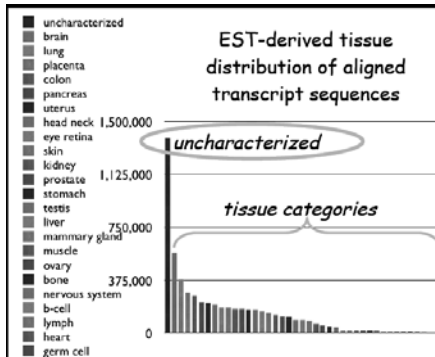 uncharacterized
brain
lung
placenta
colon
pancreas
uterus
head neck
eye retina
skin
kidney
prostate
stomach
testis
liver
mammary gland
muscle
ovary
bone
nervous system
b-cell
lymph
heart
germ cell
EST-derived tissue
distribution of aligned
transcript sequences
1,500,000
uncharacterized
1,125,000
tissue categories
750,000
375,000
0